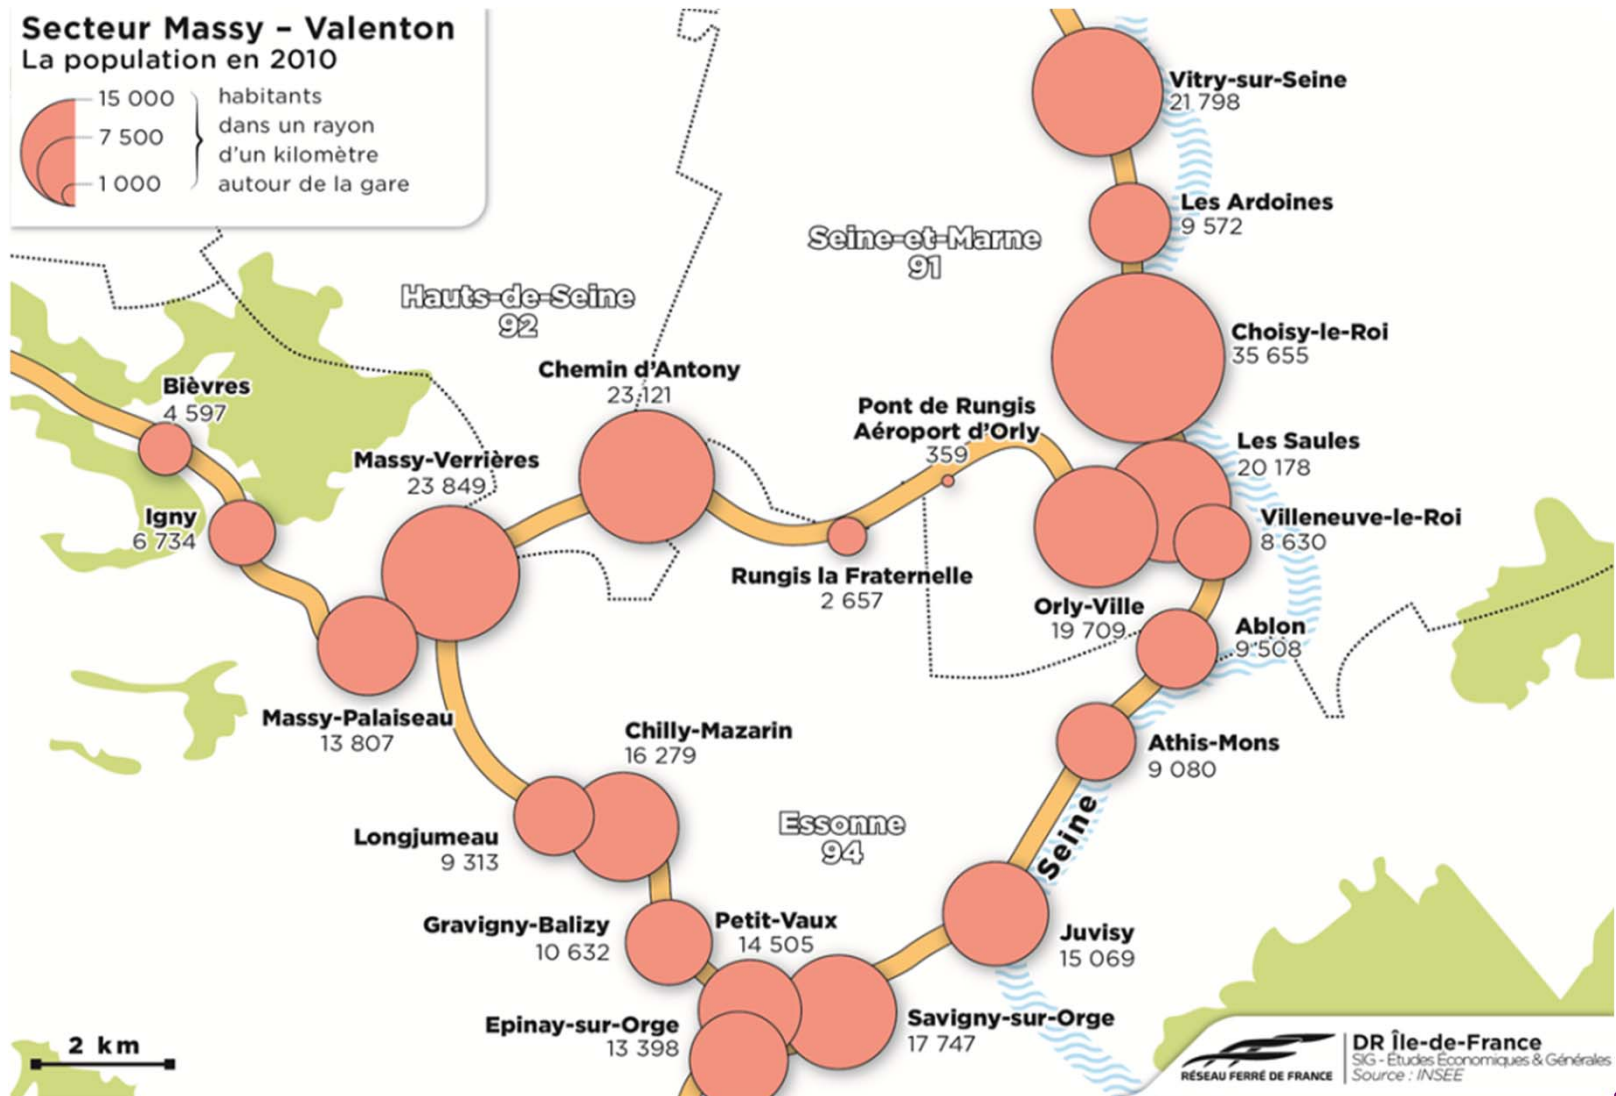 Secteur Massy – Valenton
La population en 2010
15 000
7 500
1 000
habitants
dans un rayon
d'un kilomètre
autour de la gare
Vitry-sur-Seine
21 798
Les Ardoines
9 572
Seine-et-Marne
91
Hauts-de-Seine
92
Choisy-le-Roi
35 655
Chemin d'Antony
23 121
Bièvres
4 597
Pont de Rungis
Aéroport d'Orly
359
Les Saules
20 178
Massy-Verrières
23 849
Igny
6 734
Villeneuve-le-Roi
8 630
Rungis la Fraternelle
2 657
Orly-Ville
19 709
Ablon
9 508
Massy-Palaiseau
13 807
Chilly-Mazarin
16 279
Athis-Mons
9 080
Seine
Essonne
94
Longjumeau
9 313
Gravigny-Balizy
10 632
Petit-Vaux
14 505
Juvisy
15 069
Epinay-sur-Orge
13 398
Savigny-sur-Orge
17 747
2 km
RÉSEAU FERRÉ DE FRANCE
DR Île-de-France
SIG - Études Économiques & Générales
Source : INSEE